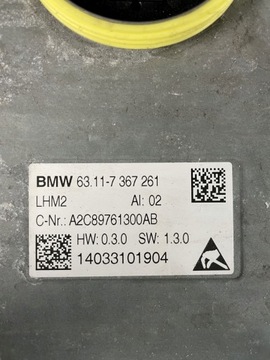 BMW 63.11-7 367 261
LHM2 AI: 02
C-Nr.: A2C89761300AB
HW: 0.3.0 SW: 1.3.0
14033101904